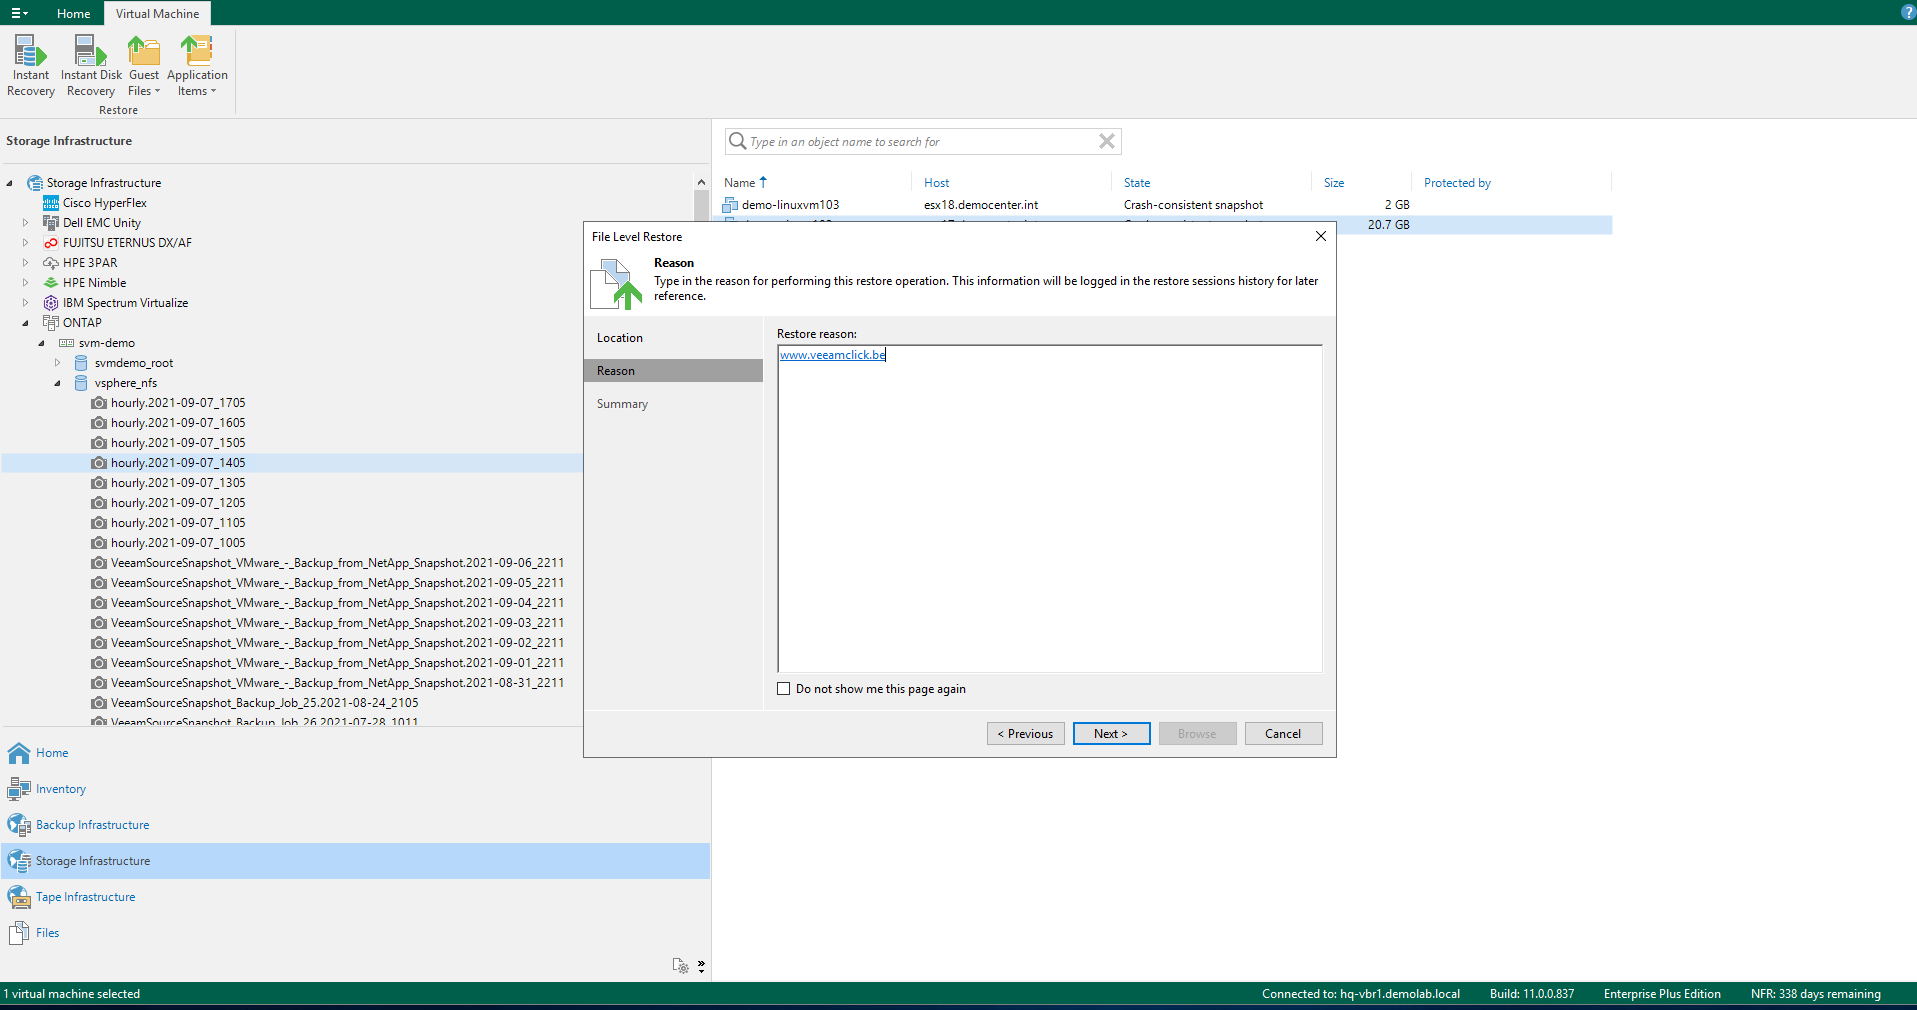 Home
Virtual Machine
Instant
Recovery
Instant Disk
Recovery
Guest
Files
Application
Items
Restore
Storage Infrastructure
Storage Infrastructure
Cisco HyperFlex
Dell EMC Unity
FUJITSU ETERNUS DX/AF
HPE 3PAR
HPE Nimble
IBM Spectrum Virtualize
ONTAP
svm-demo
svmdemo_root
vsphere_nfs
hourly.2021-09-07_1705
hourly.2021-09-07_1605
hourly.2021-09-07_1505
hourly.2021-09-07_1405
hourly.2021-09-07_1305
hourly.2021-09-07_1205
hourly.2021-09-07_1105
hourly.2021-09-07_1005
VeeamSourceSnapshot_VMware_-_Backup_from_NetApp_Snapshot.2021-09-06_2211
VeeamSourceSnapshot_VMware_-_Backup_from_NetApp_Snapshot.2021-09-05_2211
VeeamSourceSnapshot_VMware_-_Backup_from_NetApp_Snapshot.2021-09-04_2211
VeeamSourceSnapshot_VMware_-_Backup_from_NetApp_Snapshot.2021-09-03_2211
VeeamSourceSnapshot_VMware_-_Backup_from_NetApp_Snapshot.2021-09-02_2211
VeeamSourceSnapshot_VMware_-_Backup_from_NetApp_Snapshot.2021-09-01_2211
VeeamSourceSnapshot_VMware_-_Backup_from_NetApp_Snapshot.2021-08-31_2211
VeeamSourceSnapshot_Backup_Job_25.2021-08-24_2105
VeeamSourceSnapshot_Backup_Job_26.2021-07-28_1011
Home
Inventory
Backup Infrastructure
Storage Infrastructure
Tape Infrastructure
Files
Type in an object name to search for
Name Host State Size Protected by
demo-linuxvm103 esx18.democenter.int Crash-consistent snapshot 2 GB
20.7 GB
File Level Restore
Reason
Type in the reason for performing this restore operation. This information will be logged in the restore sessions history for later
reference.
Location
Reason
Summary
Restore reason:
www.veeamclick.be
Do not show me this page again
< Previous
Next >
Browse
Cancel
1 virtual machine selected
Connected to: hq-vbr1.demolab.local
Build: 11.0.0.837
Enterprise Plus Edition
NFR: 338 days remaining